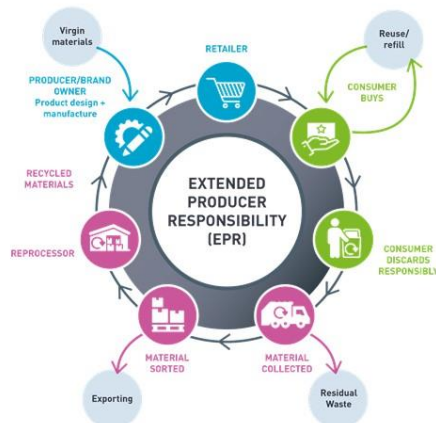 Virgin
materials
RETAILER
Reuse/
refill
PRODUCER/BRAND
OWNER
Product design +
manufacture
CONSUMER
BUYS
RECYCLED
MATERIALS
EXTENDED
PRODUCER
RESPONSIBILITY
(EPR)
REPROCESSOR
CONSUMER
DISCARDS
RESPONSIBLY
MATERIAL
SORTED
MATERIAL
COLLECTED
Exporting
Residual
Waste